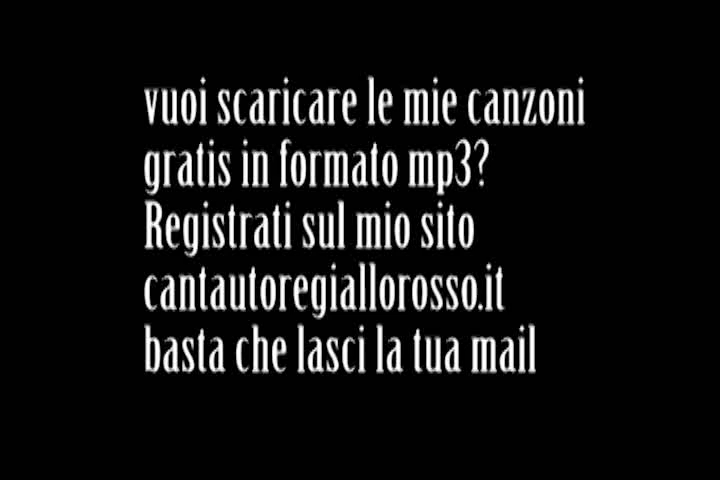 vuoi scaricare le mie canzoni
gratis in formato mp3?
Registrati sul mio sito
cantautoregiallorosso.it
basta che lasci la tua mail